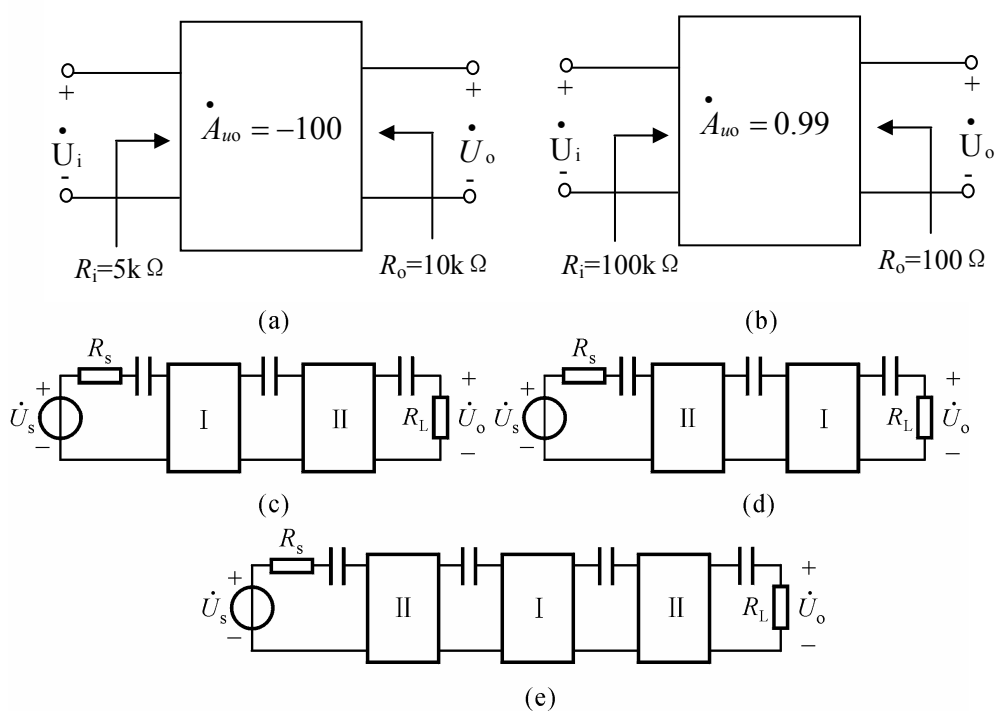 +
U̇i
-
Ȧuo = −100
+
U̇o
-
Ri=5kΩ
Ro=10kΩ
(a)
+
U̇i
-
Ȧuo = 0.99
+
U̇o
-
Ri=100kΩ
Ro=100Ω
(b)
Rs
+
U̇s
−
I
II
RL
+
U̇o
−
(c)
Rs
+
U̇s
−
II
I
RL
+
U̇o
−
(d)
Rs
+
U̇s
−
II
I
II
RL
+
U̇o
−
(e)